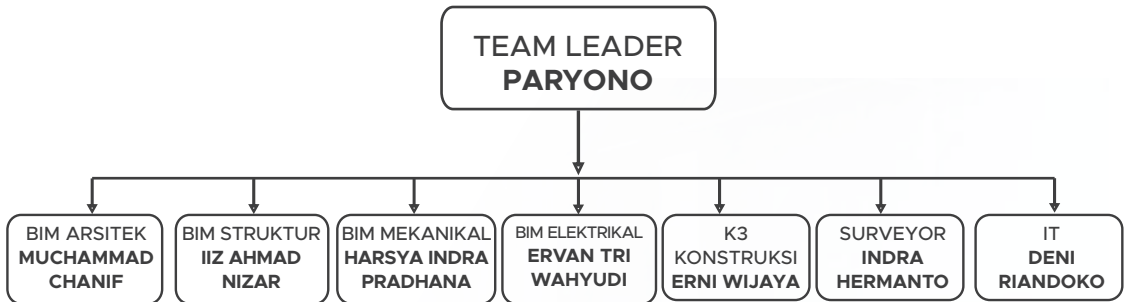 TEAM LEADER
PARYONO
BIM ARSITEK
MUCHAMMAD
CHANIF
BIM STRUKTUR
IIZ AHMAD
NIZAR
BIM MEKANIKAL
HARSYA INDRA
PRADHANA
BIM ELEKTRIKAL
ERVAN TRI
WAHYUDI
K3
KONSTRUKSI
ERNI WIJAYA
SURVEYOR
INDRA
HERMANTO
IT
DENI
RIANDOKO